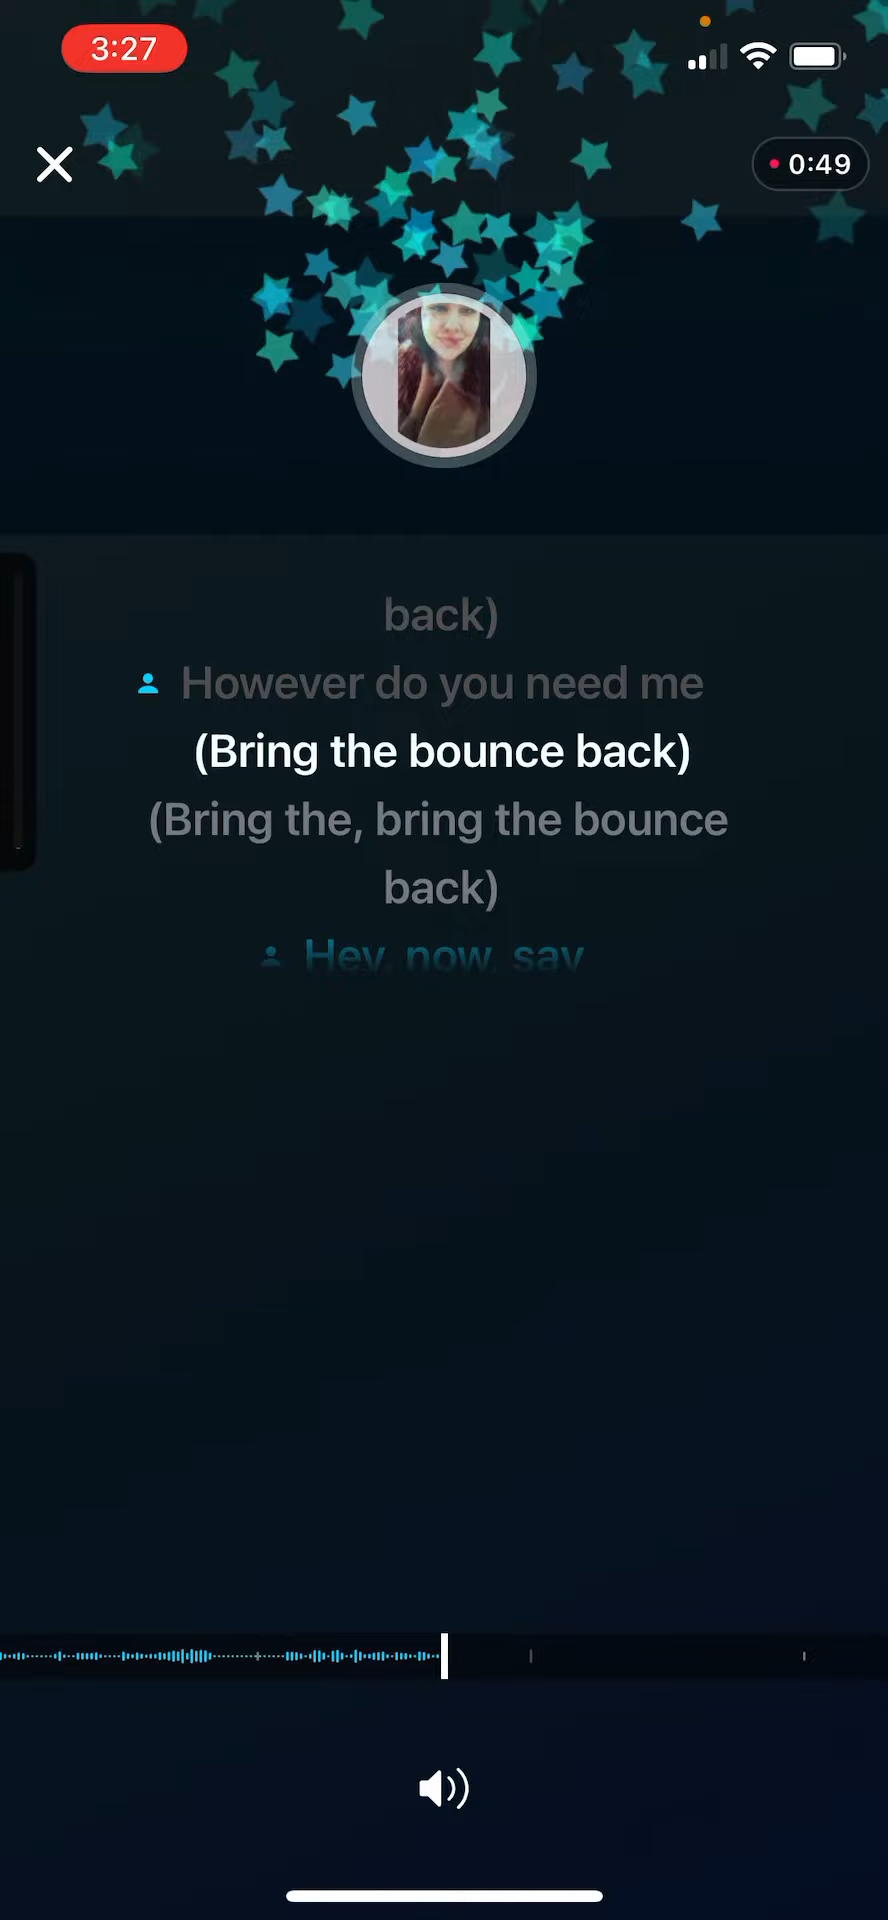 3:27
0:49
back)
However do you need me
(Bring the bounce back)
(Bring the, bring the bounce
back)
Hey, now, say